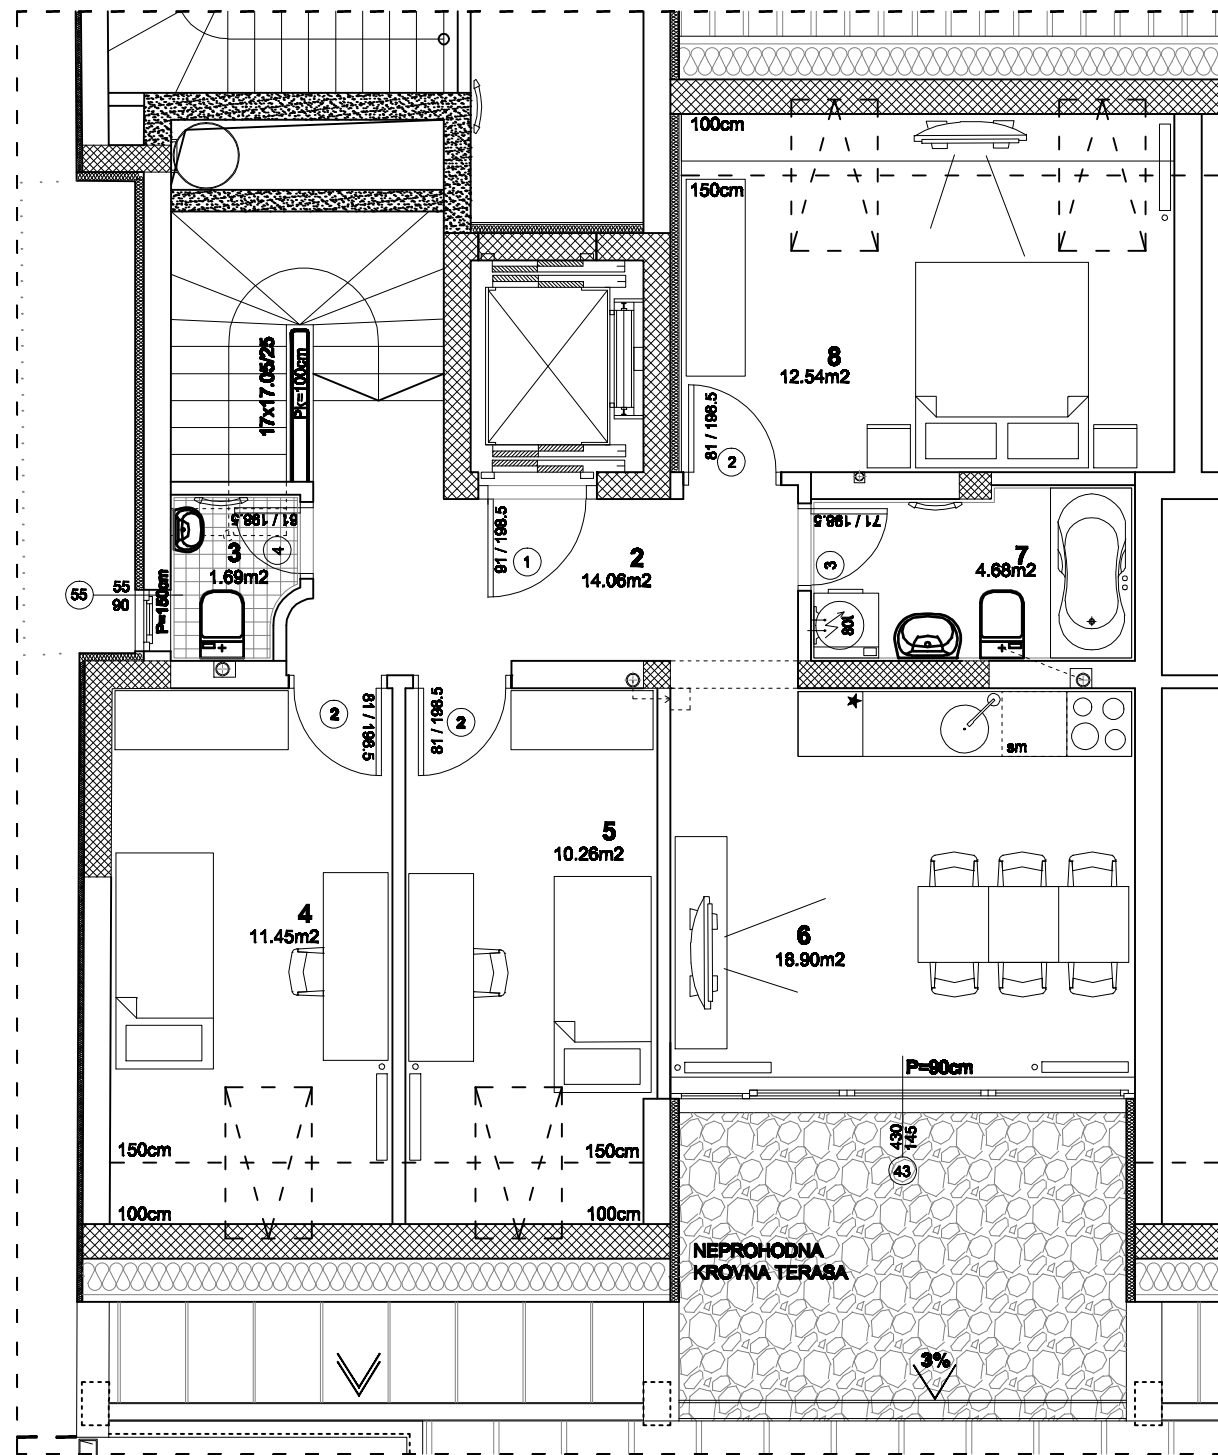 100cm
150cm
8
12.54m2
17x17.05/25
Pk=100cm
81 / 198.5
2
61 / 198.5
4
3
1.69m2
91 / 198.5
1
2
14.06m2
71 / 198.5
3
7
4.68m2
80l
55
55
90
P=150cm
2
81 / 198.5
81 / 198.5
2
sm
5
10.26m2
4
11.45m2
6
18.90m2
P=90cm
430
145
43
150cm
150cm
100cm
100cm
NEPROHODNA
KROVNA TERASA
3%